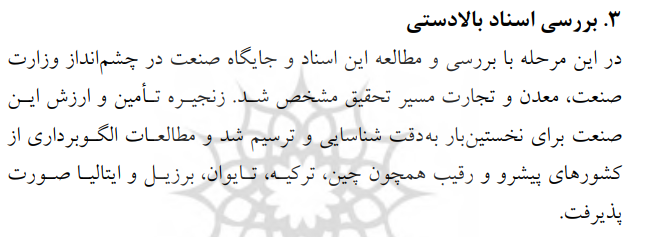 ۳. بررسی اسناد بالادستی
در این مرحله با بررسی و مطالعه این اسناد و جایگاه صنعت در چشم‌انداز وزارت
صنعت، معدن و تجارت مسیر تحقیق مشخص شد. زنجیره تأمین و ارزش این
صنعت برای نخستین‌بار به‌دقت شناسایی و ترسیم شد و مطالعات الگوبرداری از
کشورهای پیشرو و رقیب همچون چین، ترکیه، تایوان، برزیل و ایتالیا صورت
پذیرفت.